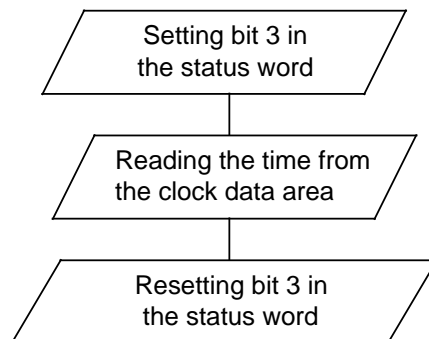 Setting bit 3 in
the status word
Reading the time from
the clock data area
Resetting bit 3 in
the status word